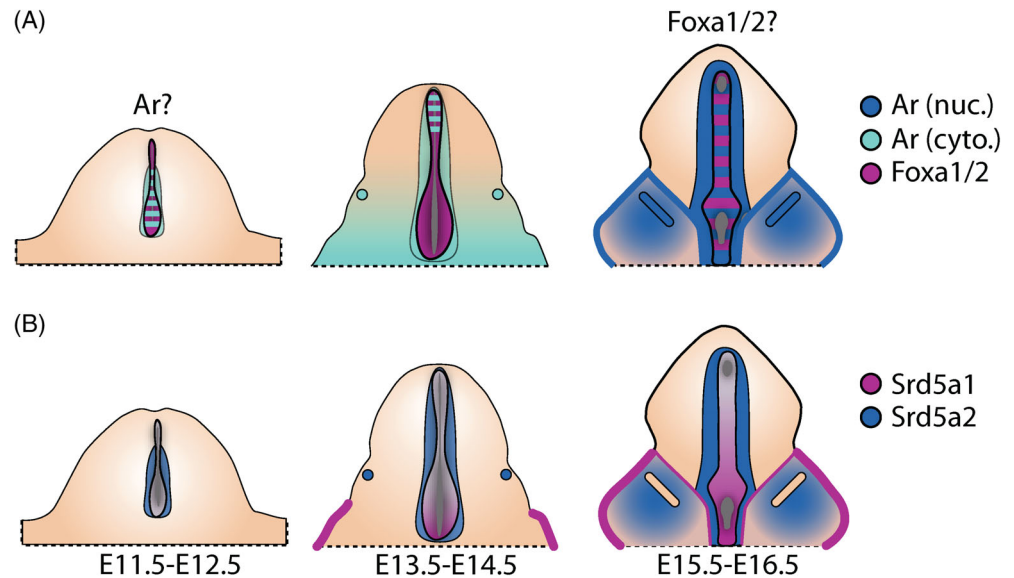 (A)
Foxa1/2?
Ar?
Ar (nuc.)
Ar (cyto.)
Foxa1/2
(B)
Srd5a1
Srd5a2
E11.5-E12.5
E13.5-E14.5
E15.5-E16.5